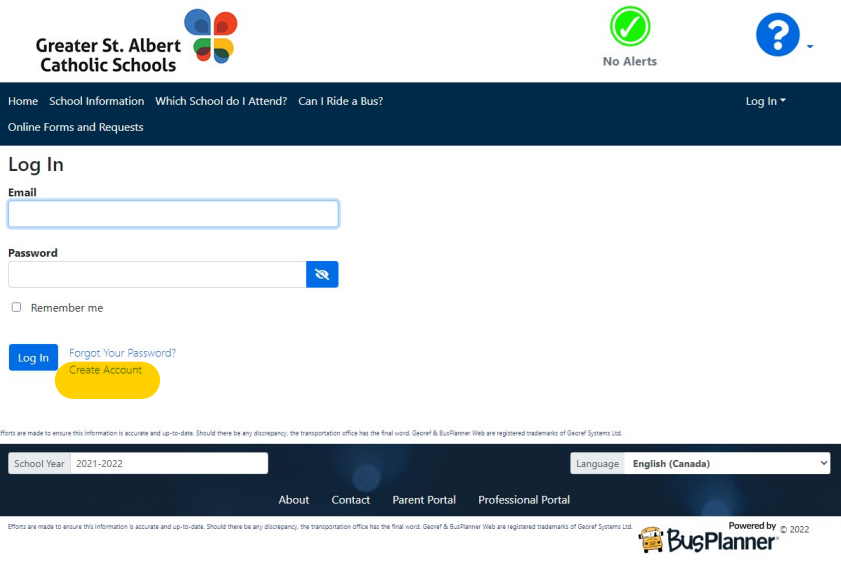 Greater St. Albert
Catholic Schools
No Alerts
?
Home School Information Which School do I Attend? Can I Ride a Bus?
Log In
Online Forms and Requests
Log In
Email
Password
Remember me
Log In
Forgot Your Password?
Create Account
fforts are made to ensure this information is accurate and up-to-date. Should there be any discrepancy, the transportation office has the final word. Georef & BusPlanner Web are registered trademarks of Georef Systems Ltd.
School Year 2021-2022
Language English (Canada)
About Contact Parent Portal Professional Portal
Efforts are made to ensure this information is accurate and up-to-date. Should there be any discrepancy, the transportation office has the final word. Georef & BusPlanner Web are registered trademarks of Georef Systems Ltd.
Powered by
BusPlanner
© 2022